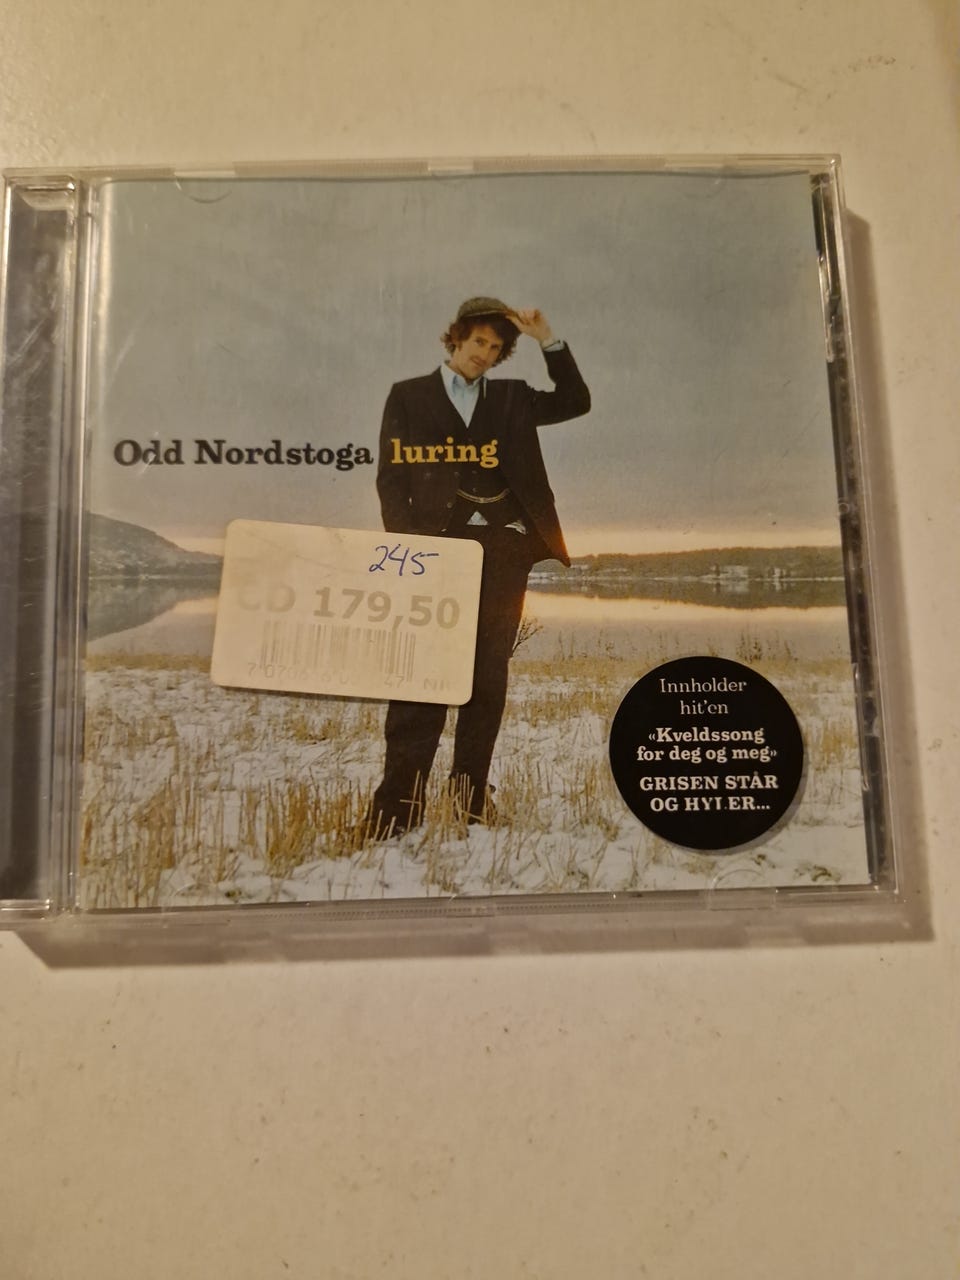 Odd Nordstoga luring
245
CD 179,50
Innholder
hit'en
«Kveldssong
for deg og meg»
GRISEN STÅR
OG HYLER...